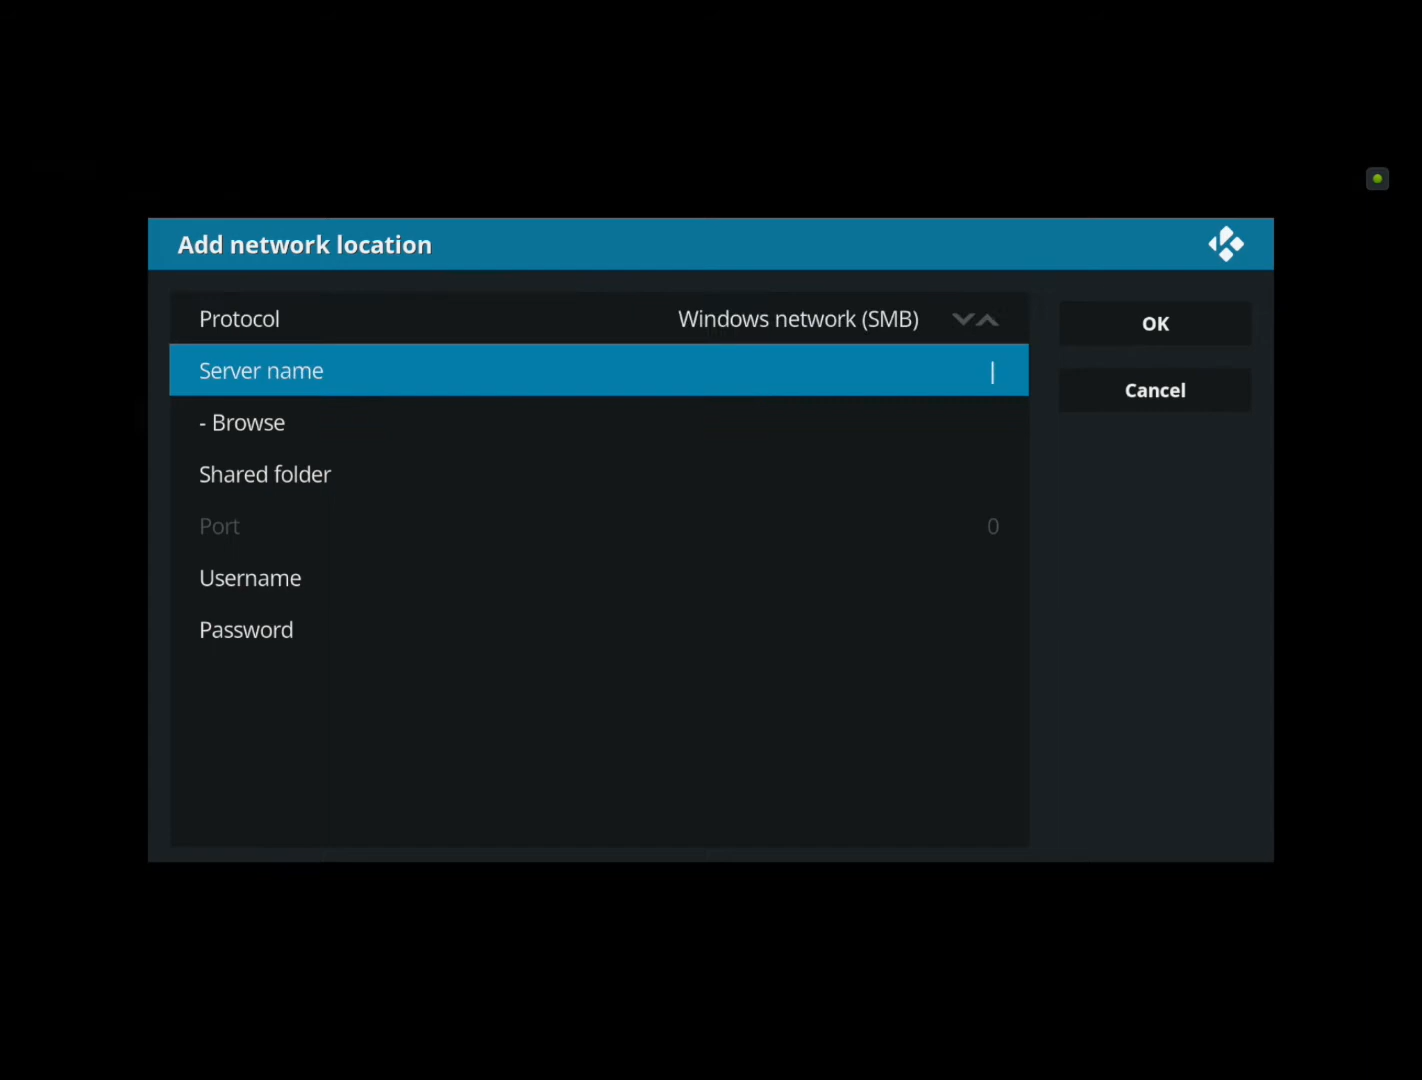 Add network location
Protocol Windows network (SMB)
Server name
- Browse
Shared folder
Port 0
Username
Password
OK
Cancel